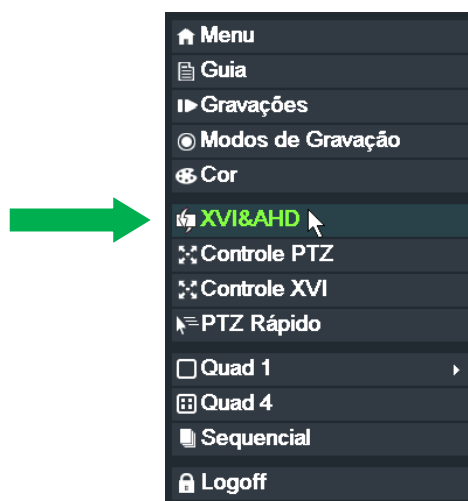 Menu
Guia
Gravações
Modos de Gravação
Cor
XVI&AHD
Controle PTZ
Controle XVI
PTZ Rápido
Quad 1
Quad 4
Sequencial
Logoff